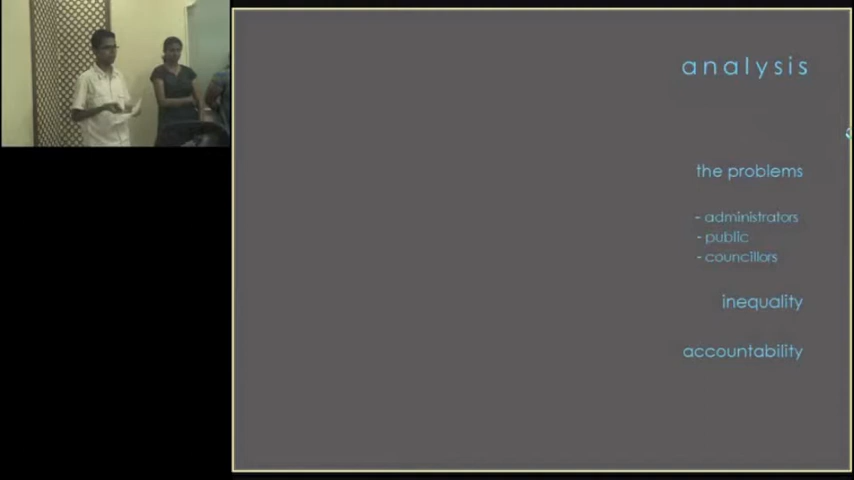 analysis
the problems
- administrators
- public
- councillors
inequality
accountability